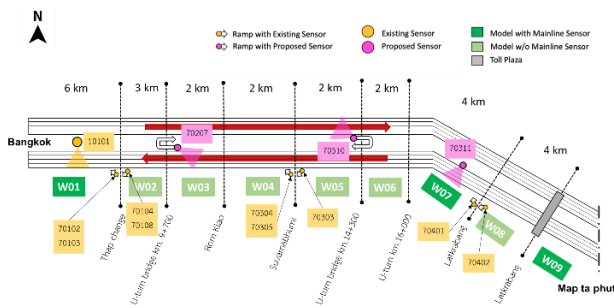 N
Ramp with Existing Sensor
Ramp with Proposed Sensor
Existing Sensor
Proposed Sensor
Model with Mainline Sensor
Model w/o Mainline Sensor
Toll Plaza
6 km
3 km
2 km
2 km
2 km
2 km
4 km
4 km
Bangkok
10101
70207
70310
70311
W01
W02
W03
W04
W05
W06
W07
W08
W09
70102
70103
70104
70108
70304
70305
70303
70401
70402
Thap change
U-turn bridge km. 9+700
Rom Klao
Suvarnabhumi
U-turn bridge km.14+300
U-turn km.16+000
Latkrabang
Latkrabang
Map ta phut